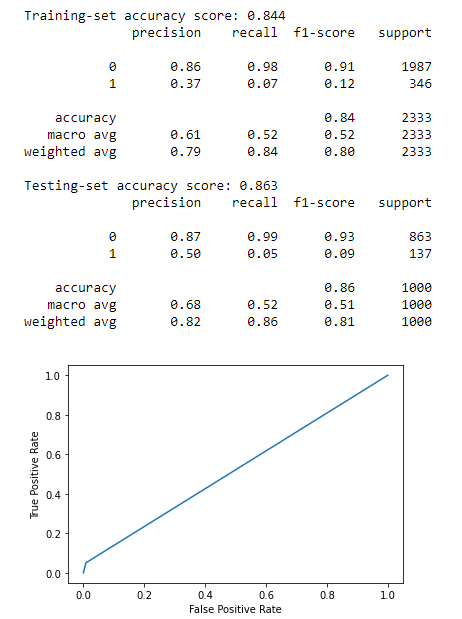 Training-set accuracy score: 0.844
precision recall f1-score support
0 0.86 0.98 0.91 1987
1 0.37 0.07 0.12 346
accuracy 0.84 2333
macro avg 0.61 0.52 0.52 2333
weighted avg 0.79 0.84 0.80 2333
Testing-set accuracy score: 0.863
precision recall f1-score support
0 0.87 0.99 0.93 863
1 0.50 0.05 0.09 137
accuracy 0.86 1000
macro avg 0.68 0.52 0.51 1000
weighted avg 0.82 0.86 0.81 1000
1.0
0.8
0.6
0.4
0.2
0.0
True Positive Rate
0.0 0.2 0.4 0.6 0.8 1.0
False Positive Rate